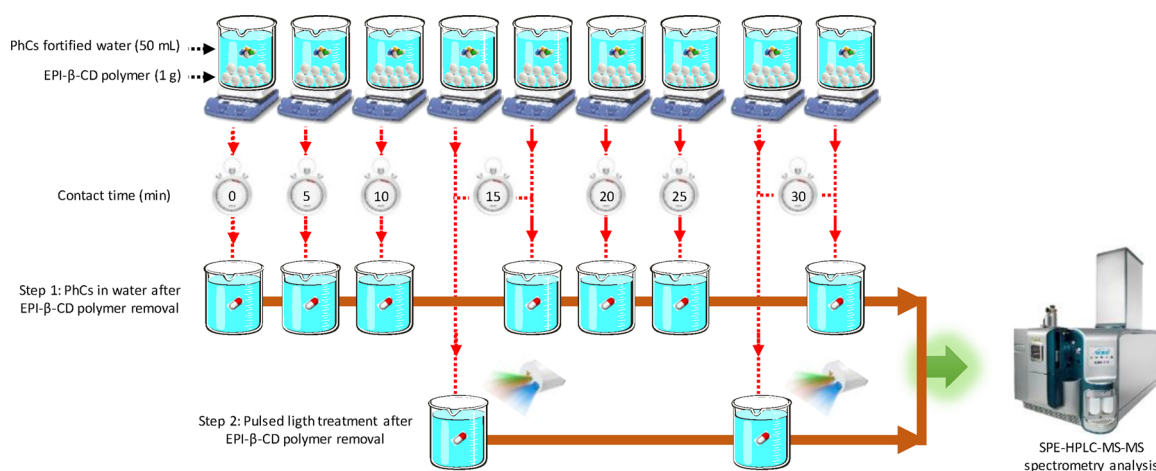 PhCs fortified water (50 mL)
EPI-β-CD polymer (1 g)
Contact time (min)
0
5
10
15
20
25
30
Step 1: PhCs in water after
EPI-β-CD polymer removal
Step 2: Pulsed ligth treatment after
EPI-β-CD polymer removal
SPE-HPLC-MS-MS
spectrometry analysis